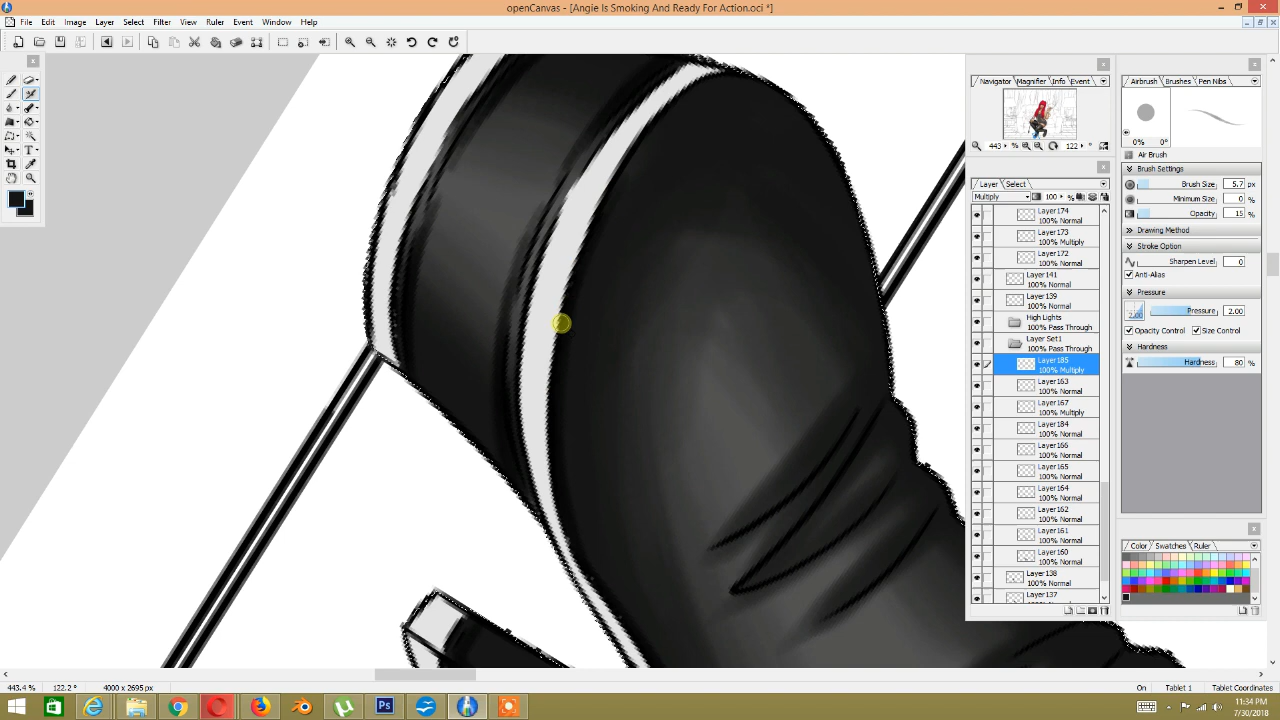 openCanvas - [Angie Is Smoking And Ready For Action.oci *]
File Edit Image Layer Select Filter View Ruler Event Window Help
Navigator Magnifier Info Event
443 % 122 °
Layer Select
Multiply 100 %
Layer174
100% Normal
Layer173
100% Multiply
Layer172
100% Normal
Layer141
100% Normal
Layer139
100% Normal
High Lights
100% Pass Through
Layer Set1
100% Pass Through
Layer185
100% Multiply
Layer163
100% Normal
Layer167
100% Multiply
Layer184
100% Normal
Layer166
100% Normal
Layer165
100% Normal
Layer164
100% Normal
Layer162
100% Normal
Layer161
100% Normal
Layer160
100% Normal
Layer138
100% Normal
Layer137
Airbrush Brushes Pen Nibs
0% 0%
Air Brush
Brush Settings
Brush Size 5.7 px
Minimum Size 0 %
Opacity 15 %
Drawing Method
Stroke Option
Sharpen Level 0
Anti-Alias
Pressure
2.00 Pressure 2.00
Opacity Control Size Control
Hardness
Hardness 80 %
Color Swatches Ruler
443.4 % 122.2 ° 4000 x 2695 px On Tablet 1 Tablet Coordinates
Ps
11:34 PM
7/30/2018